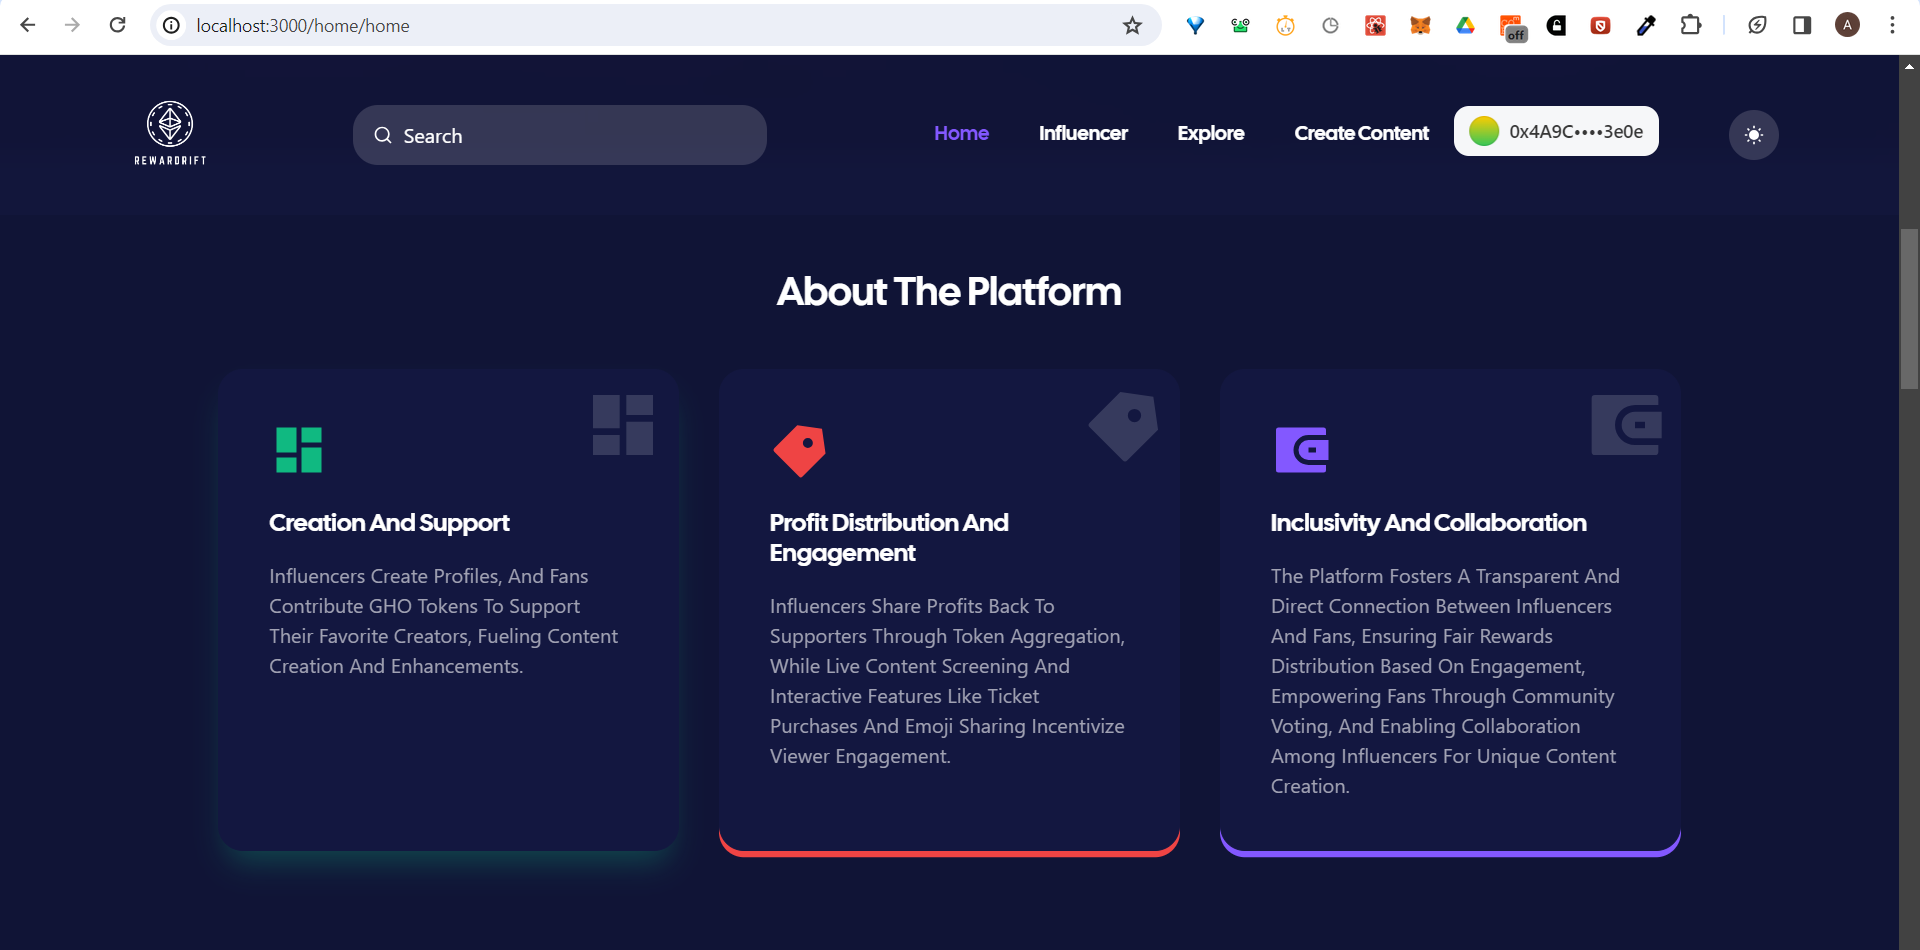 localhost:3000/home/home
off
A
REWARDRIFT
Search
Home
Influencer
Explore
Create Content
0x4A9C••••3e0e
About The Platform
Creation And Support
Influencers Create Profiles, And Fans
Contribute GHO Tokens To Support
Their Favorite Creators, Fueling Content
Creation And Enhancements.
Profit Distribution And
Engagement
Influencers Share Profits Back To
Supporters Through Token Aggregation,
While Live Content Screening And
Interactive Features Like Ticket
Purchases And Emoji Sharing Incentivize
Viewer Engagement.
Inclusivity And Collaboration
The Platform Fosters A Transparent And
Direct Connection Between Influencers
And Fans, Ensuring Fair Rewards
Distribution Based On Engagement,
Empowering Fans Through Community
Voting, And Enabling Collaboration
Among Influencers For Unique Content
Creation.